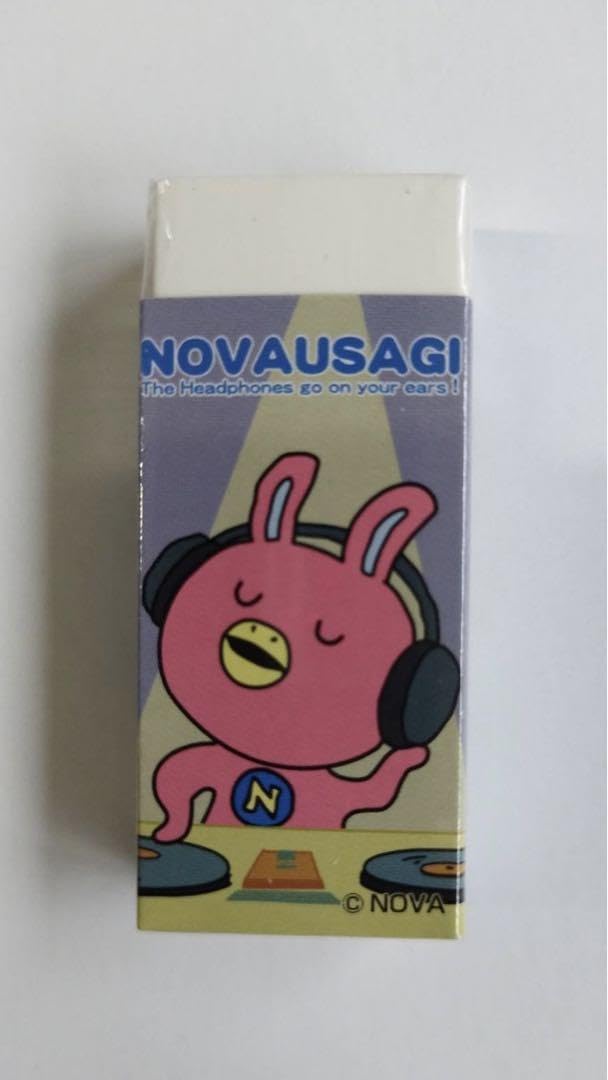 NOVAUSAGI
The Headphones go on your ears!
N
© NOVA